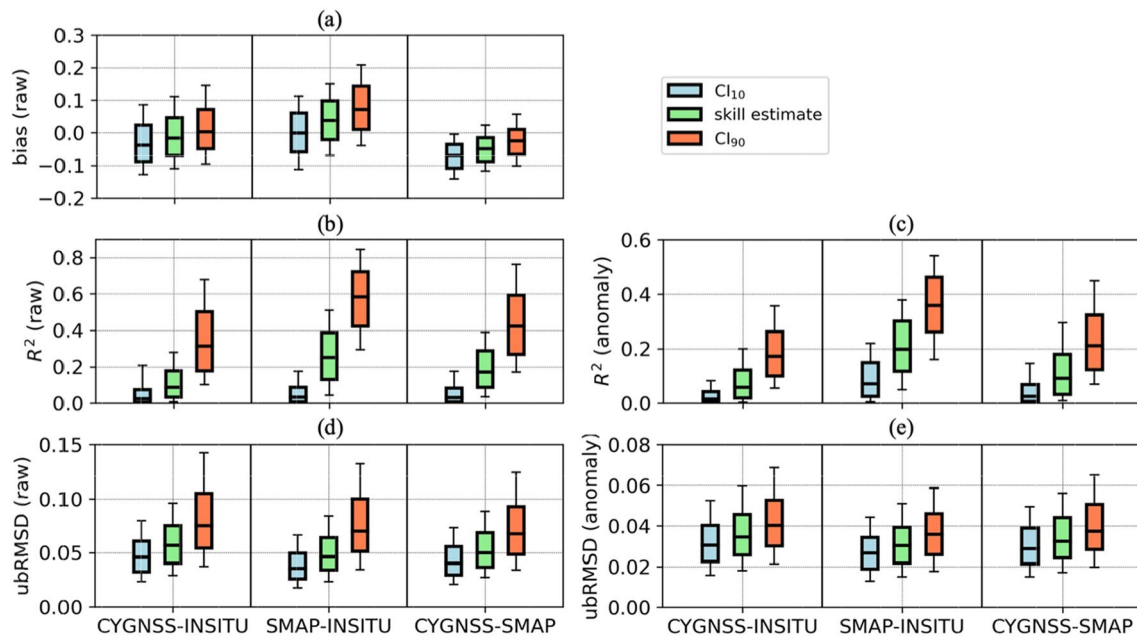 (a)
bias (raw)
0.3
0.2
0.1
0.0
−0.1
−0.2
CI10
skill estimate
CI90
(b)
R2 (raw)
0.8
0.6
0.4
0.2
0.0
(c)
R2 (anomaly)
0.6
0.4
0.2
0.0
(d)
ubRMSD (raw)
0.15
0.10
0.05
0.00
CYGNSS-INSITU SMAP-INSITU CYGNSS-SMAP
(e)
ubRMSD (anomaly)
0.08
0.06
0.04
0.02
0.00
CYGNSS-INSITU SMAP-INSITU CYGNSS-SMAP